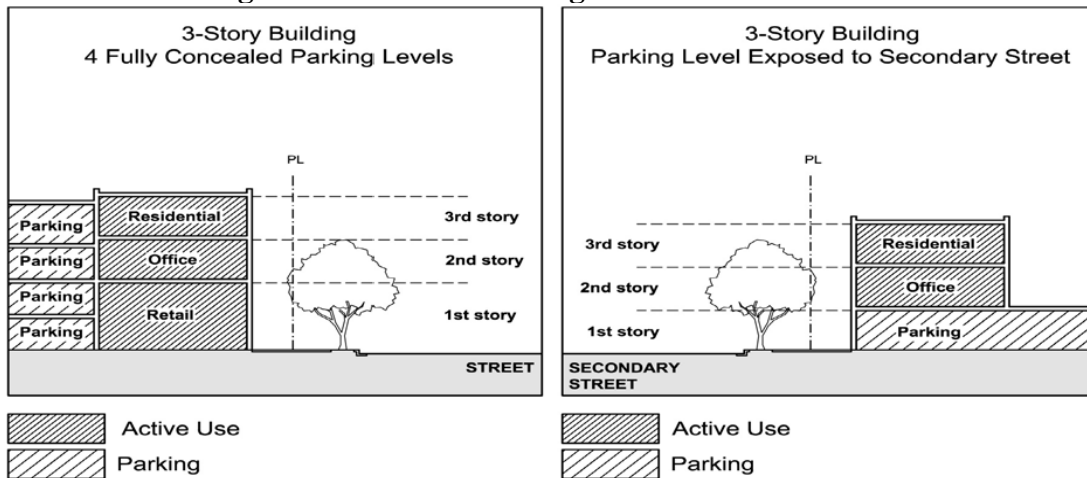 3-Story Building
4 Fully Concealed Parking Levels
PL
Residential
Parking
3rd story
Office
Parking
2nd story
Parking
Retail
1st story
Parking
STREET
Active Use
Parking
3-Story Building
Parking Level Exposed to Secondary Street
PL
3rd story
Residential
2nd story
Office
1st story
Parking
SECONDARY
STREET
Active Use
Parking